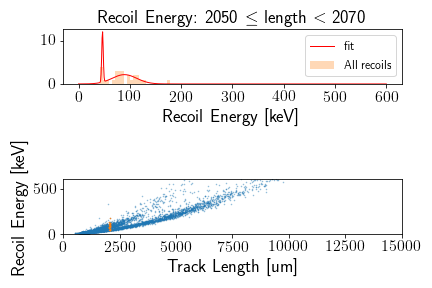 Recoil Energy: 2050 ≤ length < 2070
10
0
fit
All recoils
0 100 200 300 400 500 600
Recoil Energy [keV]
Recoil Energy [keV]
500
0
0 2500 5000 7500 10000 12500 15000
Track Length [um]